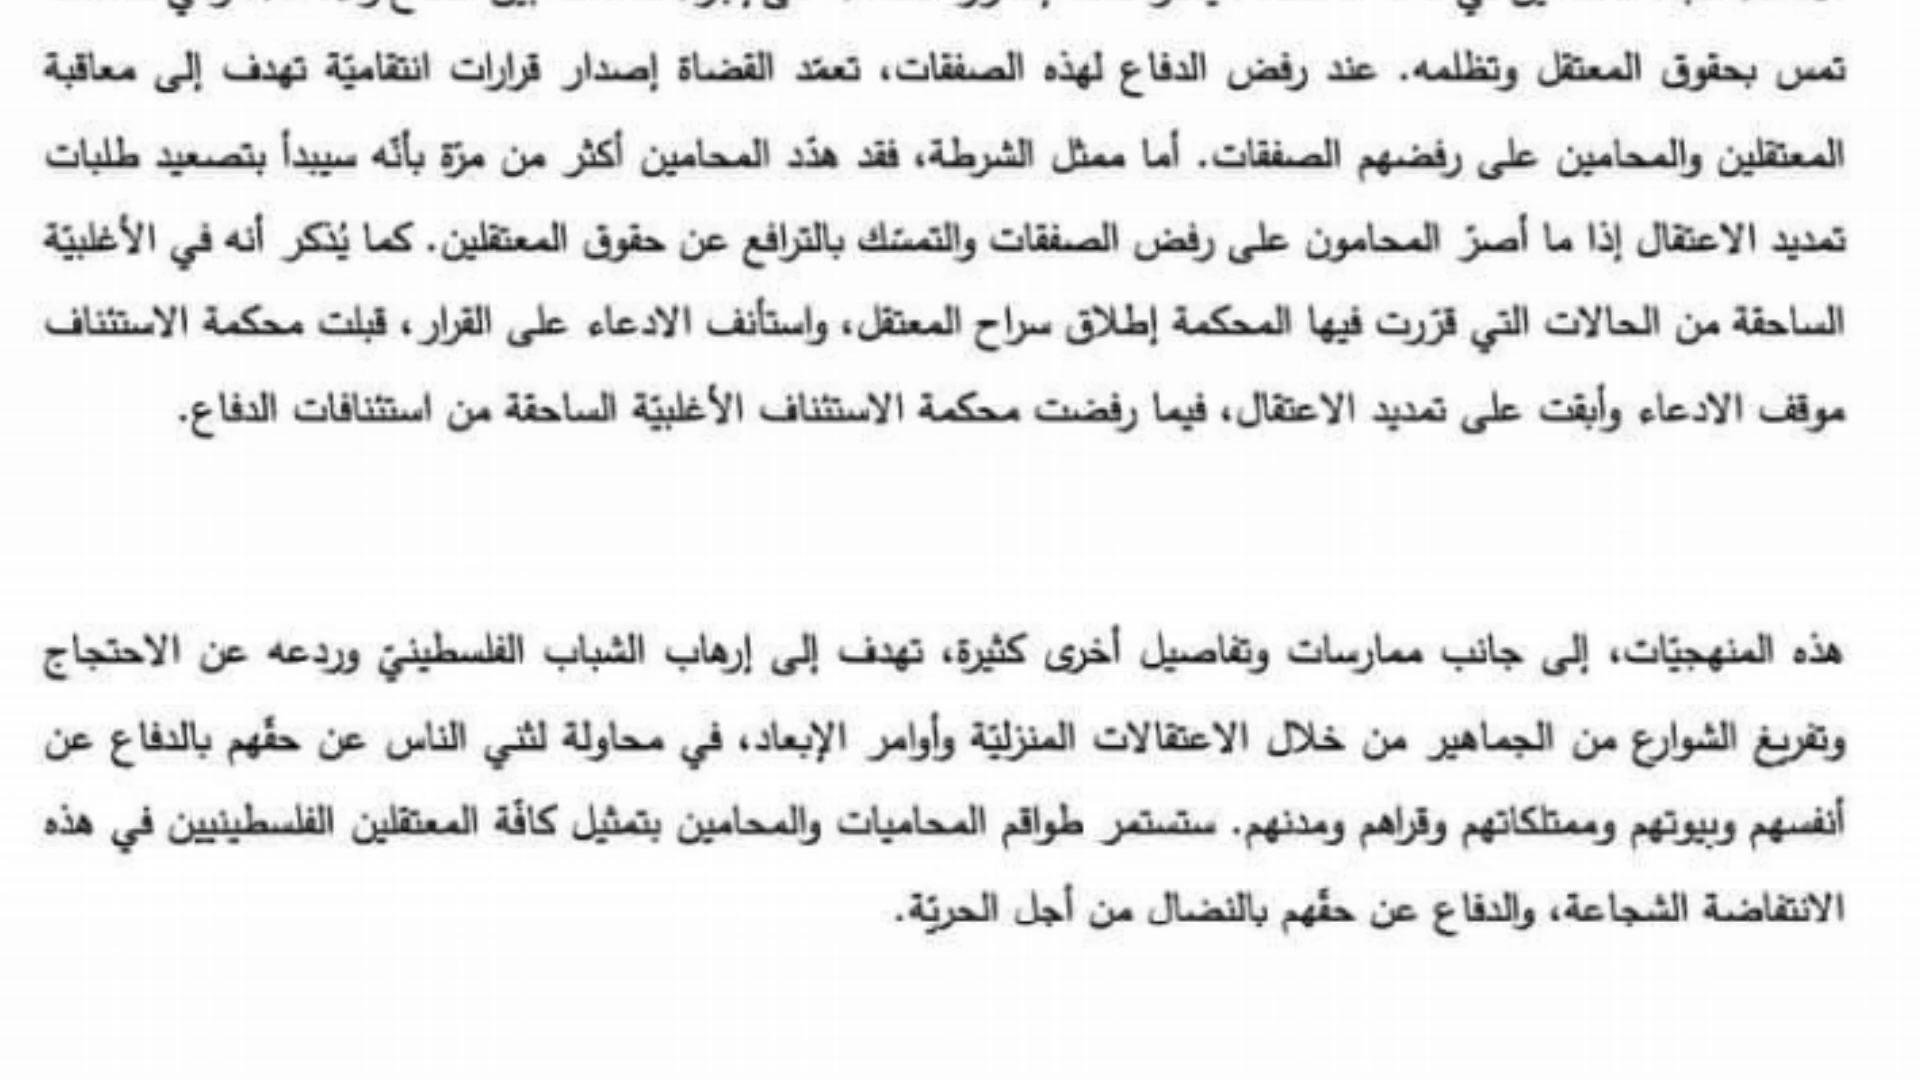 تمس بحقوق المعتقل وتظلمه. عند رفض الدفاع لهذه الصفقات، تعمّد القضاة إصدار قرارات انتقاميّة تهدف إلى معاقبة
المعتقلين والمحامين على رفضهم الصفقات. أما ممثل الشرطة، فقد هدّد المحامين أكثر من مرّة بأنّه سيبدأ بتصعيد طلبات
تمديد الاعتقال إذا ما أصرّ المحامون على رفض الصفقات والتمسّك بالترافع عن حقوق المعتقلين. كما يُذكر أنه في الأغلبيّة
الساحقة من الحالات التي قرّرت فيها المحكمة إطلاق سراح المعتقل، واستأنف الادعاء على القرار، قبلت محكمة الاستئناف
موقف الادعاء وأبقت على تمديد الاعتقال، فيما رفضت محكمة الاستئناف الأغلبيّة الساحقة من استئنافات الدفاع.
هذه المنهجيّات، إلى جانب ممارسات وتفاصيل أخرى كثيرة، تهدف إلى إرهاب الشباب الفلسطينيّ وردعه عن الاحتجاج
وتفريغ الشوارع من الجماهير من خلال الاعتقالات المنزليّة وأوامر الإبعاد، في محاولة لثني الناس عن حقّهم بالدفاع عن
أنفسهم وبيوتهم وممتلكاتهم وقراهم ومدنهم. ستستمر طواقم المحاميات والمحامين بتمثيل كافّة المعتقلين الفلسطينيين في هذه
الانتفاضة الشجاعة، والدفاع عن حقّهم بالنضال من أجل الحريّة.